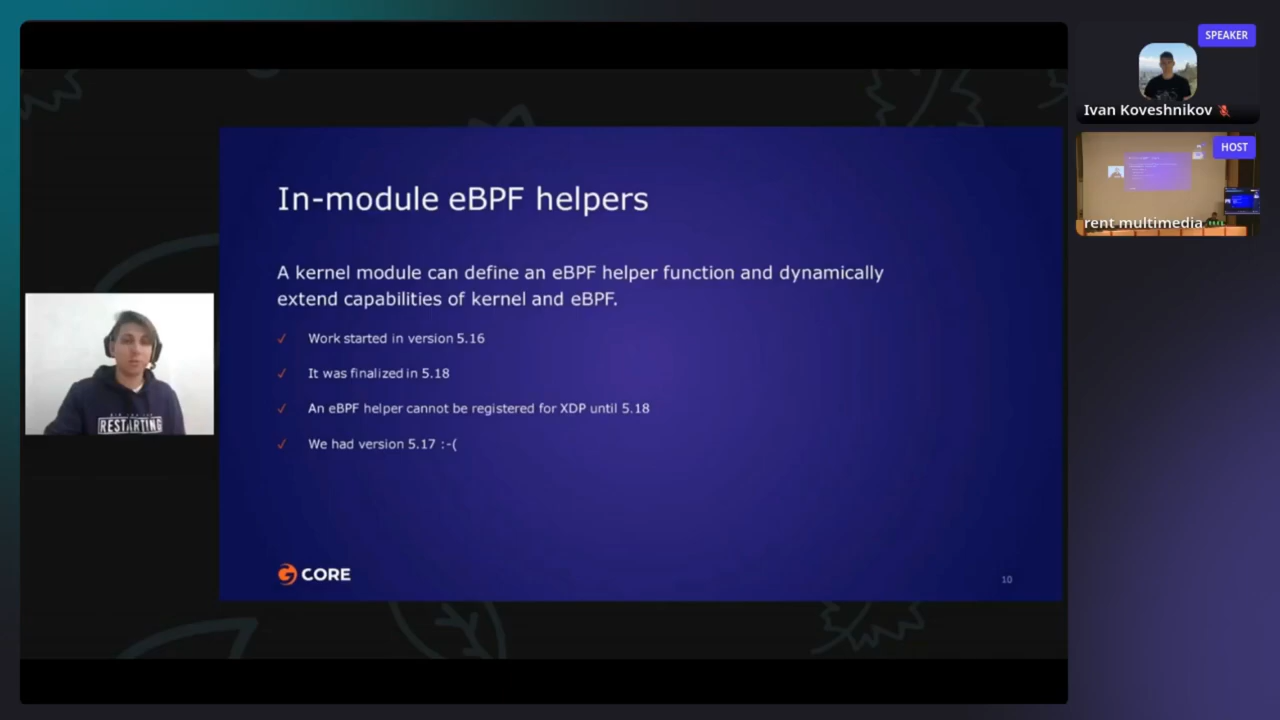 In-module eBPF helpers
A kernel module can define an eBPF helper function and dynamically
extend capabilities of kernel and eBPF.
✓ Work started in version 5.16
✓ It was finalized in 5.18
✓ An eBPF helper cannot be registered for XDP until 5.18
✓ We had version 5.17 :-(
G CORE
10
RESTARTING
SPEAKER
Ivan Koveshnikov
HOST
rent multimedia